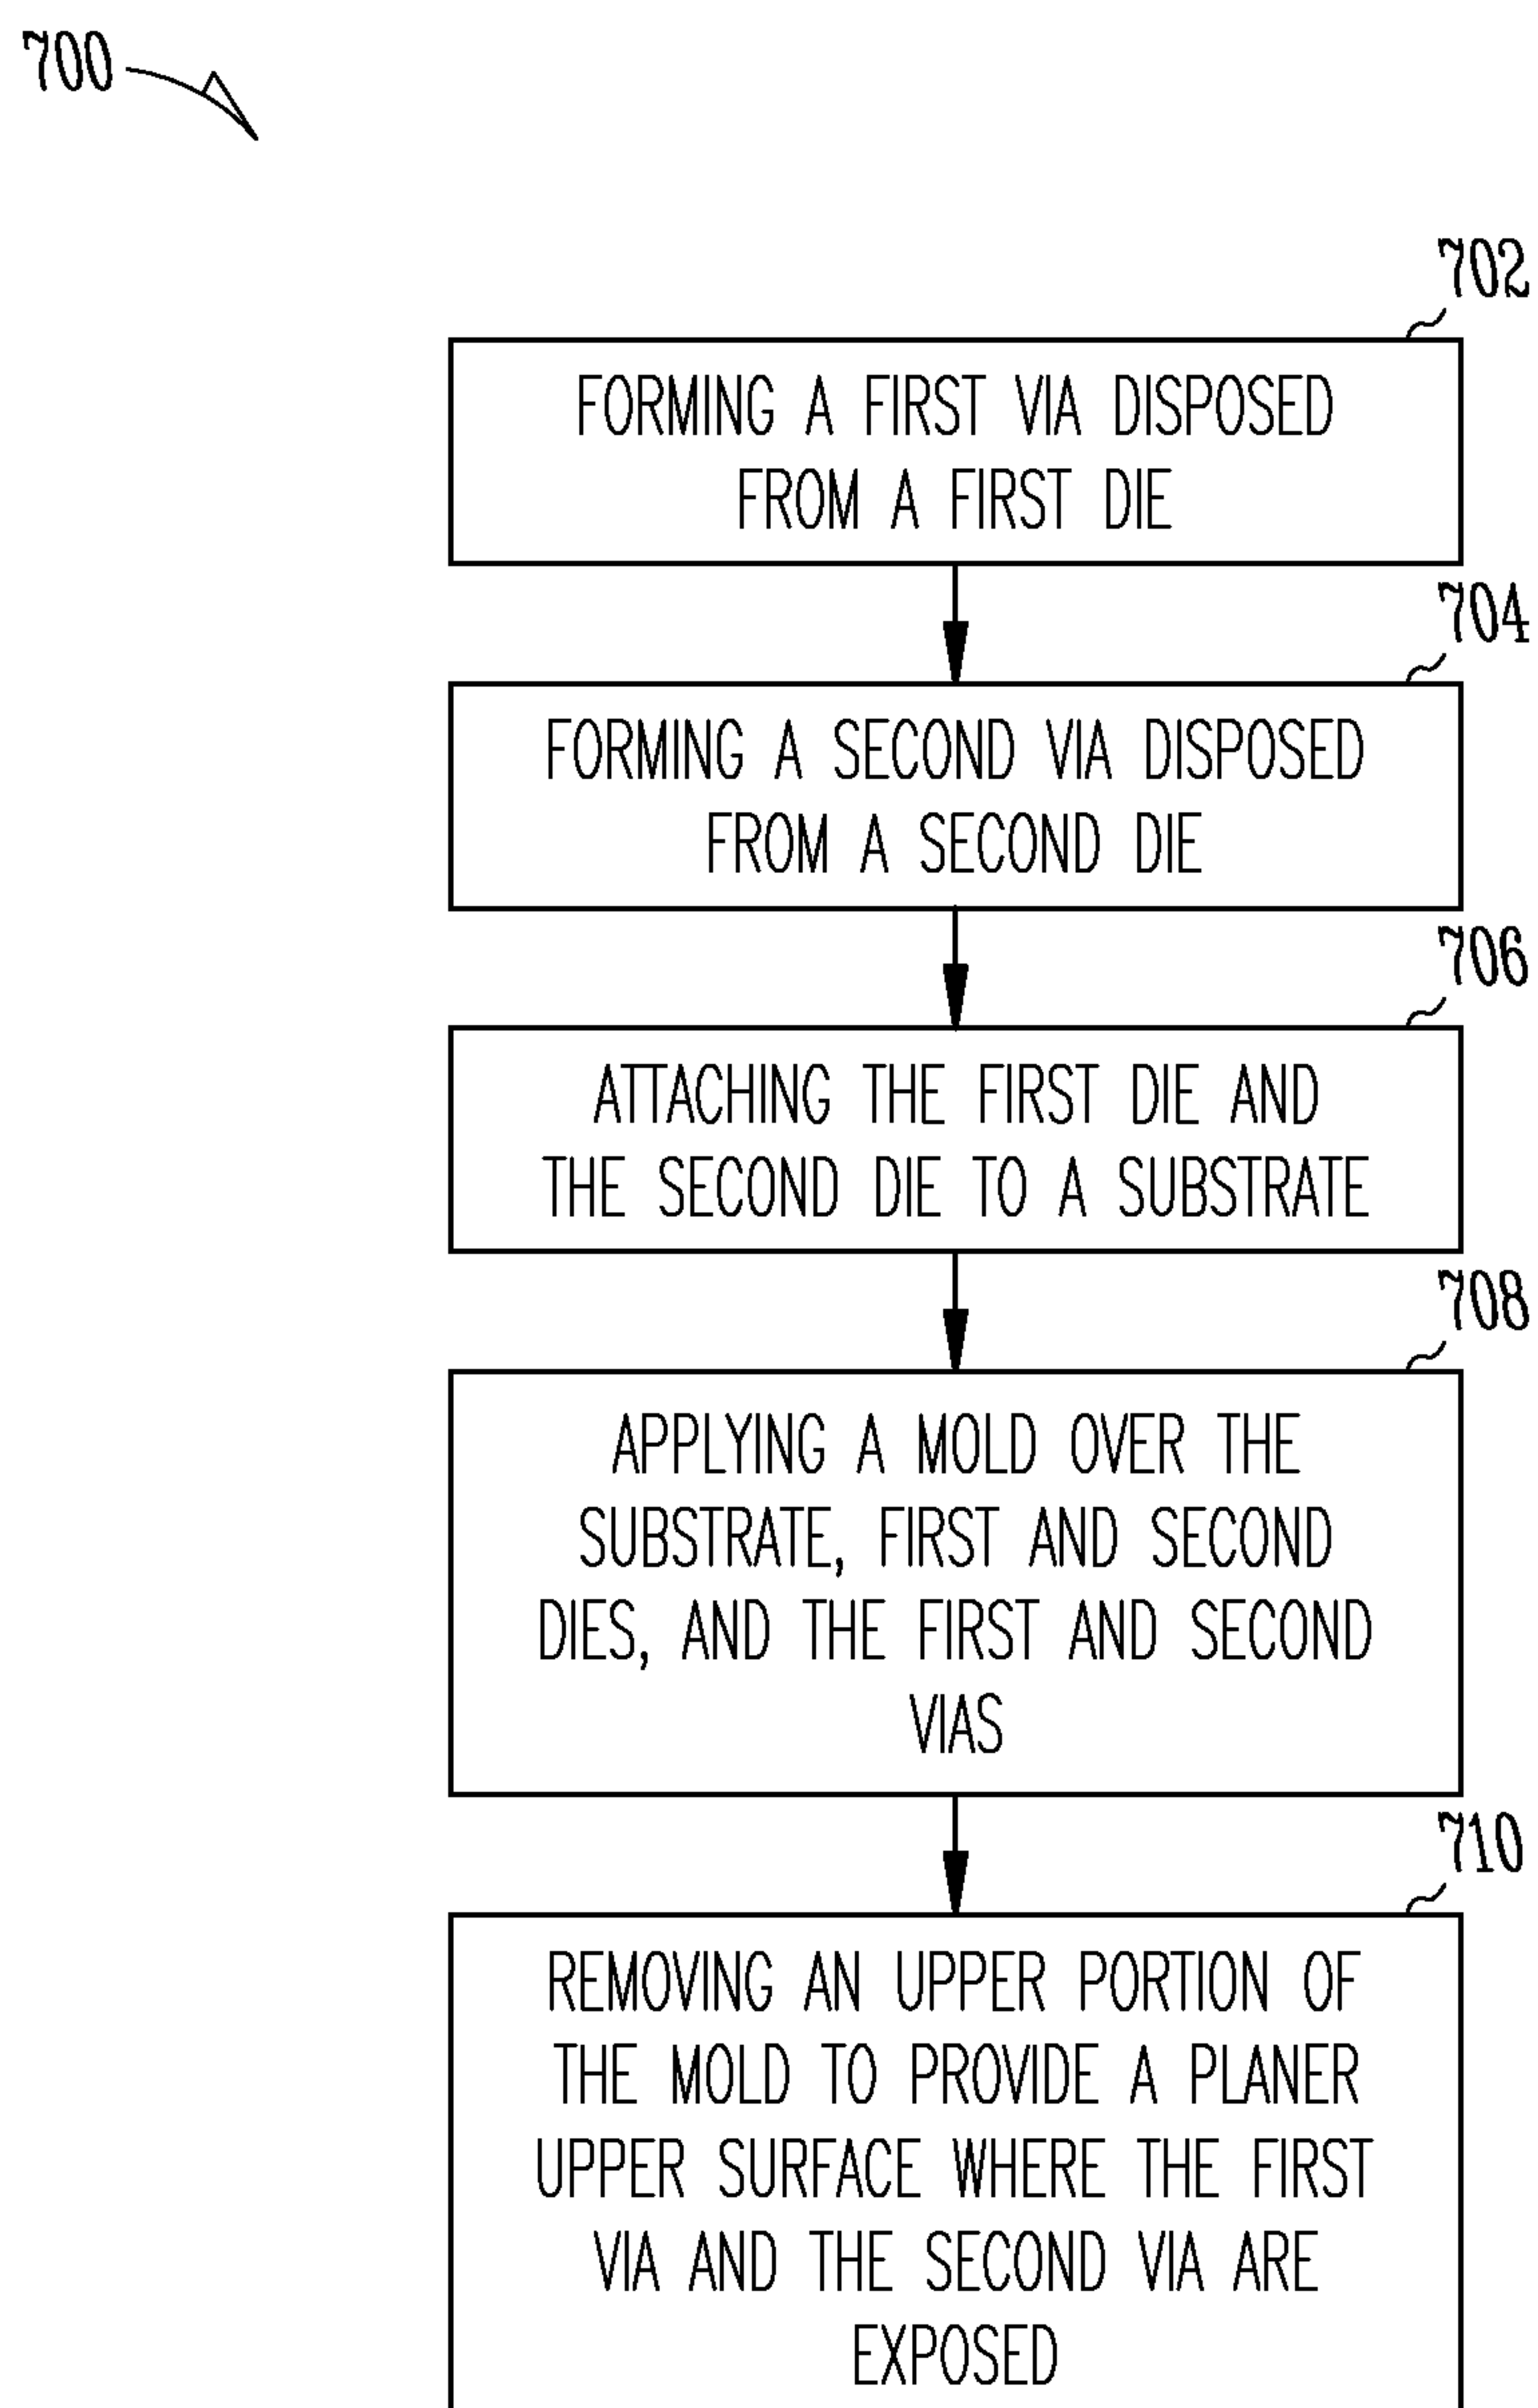 700
702
FORMING A FIRST VIA DISPOSED
FROM A FIRST DIE
704
FORMING A SECOND VIA DISPOSED
FROM A SECOND DIE
706
ATTACHING THE FIRST DIE AND
THE SECOND DIE TO A SUBSTRATE
708
APPLYING A MOLD OVER THE
SUBSTRATE, FIRST AND SECOND
DIES, AND THE FIRST AND SECOND
VIAS
710
REMOVING AN UPPER PORTION OF
THE MOLD TO PROVIDE A PLANER
UPPER SURFACE WHERE THE FIRST
VIA AND THE SECOND VIA ARE
EXPOSED